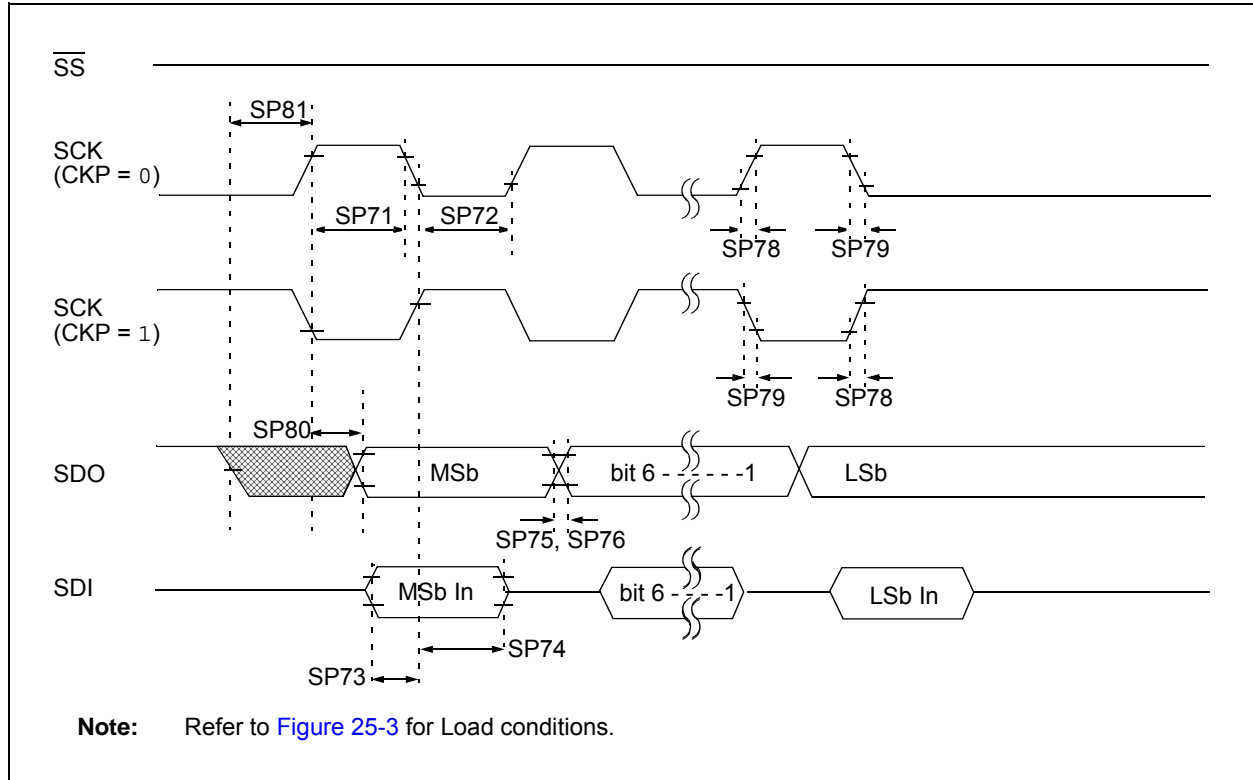 SS
SP81
SCK
(CKP = 0)
SP71 SP72
SP78 SP79
SCK
(CKP = 1)
SP79 SP78
SP80
SDO MSb bit 6 - - - - - -1 LSb
SP75, SP76
SDI MSb In bit 6 - - - -1 LSb In
SP74
SP73
Note: Refer to Figure 25-3 for Load conditions.